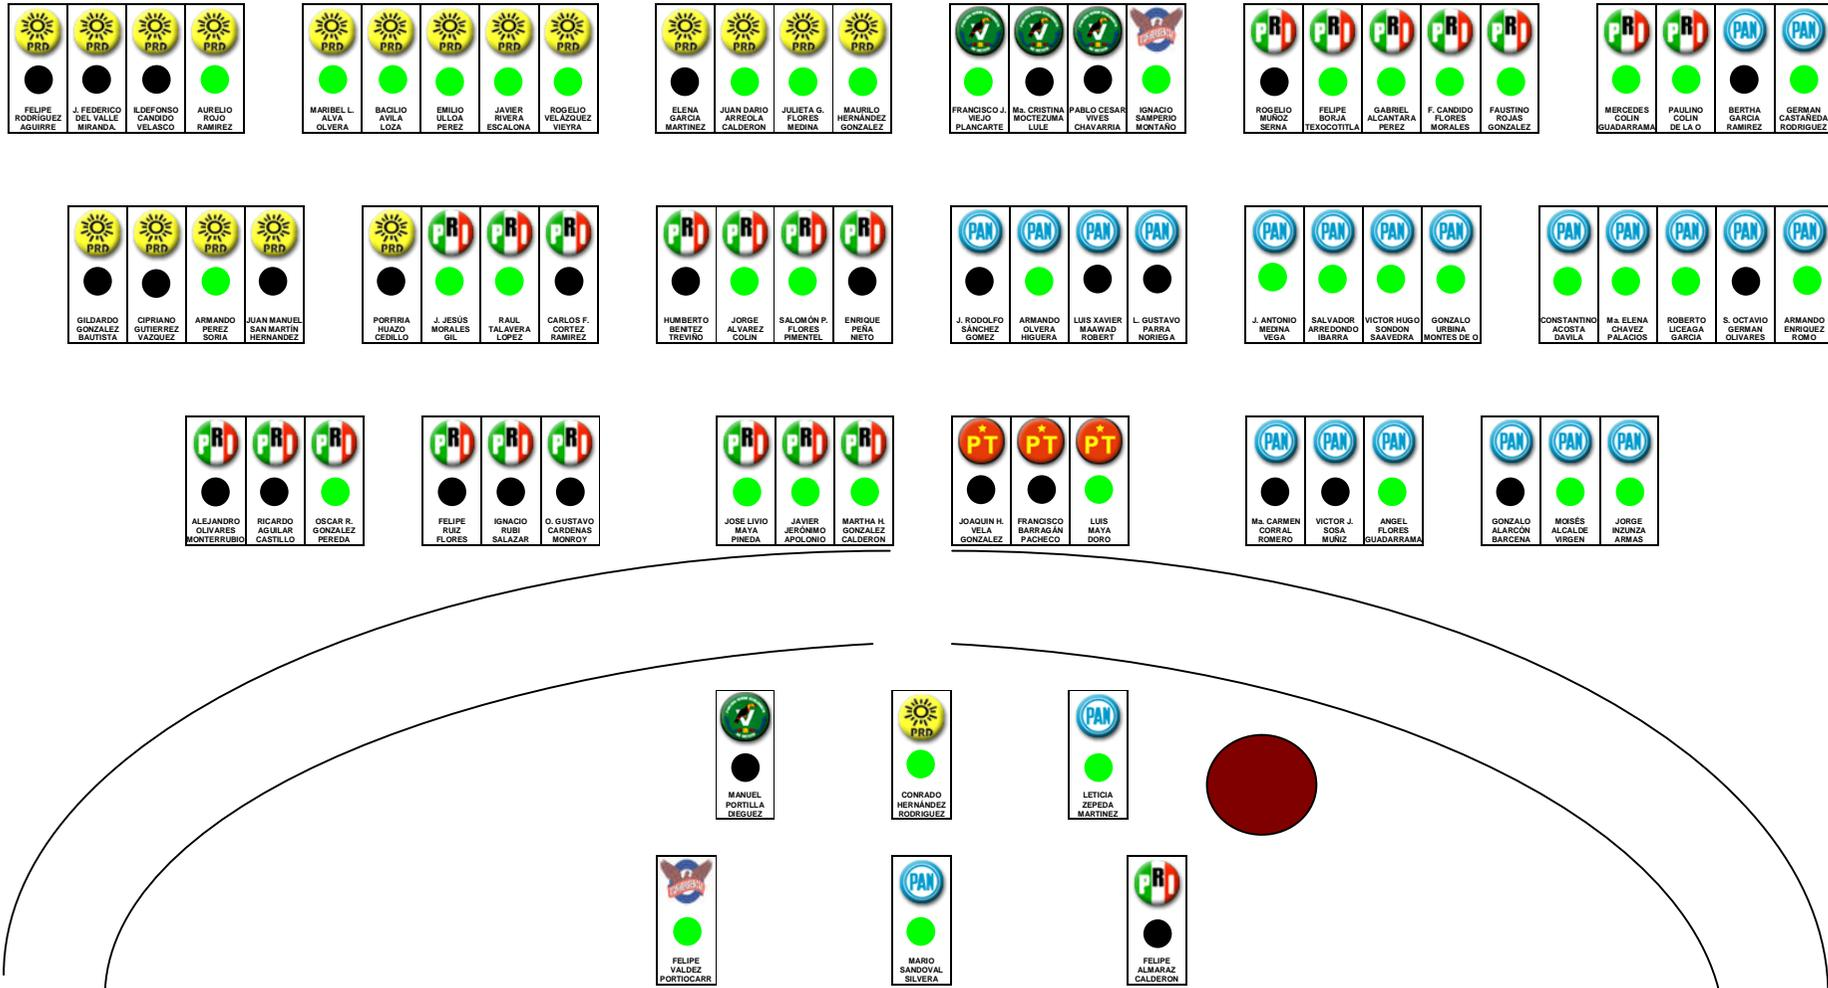 PRD PRD PRD PRD
FELIPE
RODRÍGUEZ
AGUIRRE
J. FEDERICO
DEL VALLE
MIRANDA.
ILDEFONSO
CANDIDO
VELASCO
AURELIO
ROJO
RAMIREZ
PRD PRD PRD PRD PRD
MARIBEL L.
ALVA
OLVERA
BACILIO
AVILA
LOZA
EMILIO
ULLOA
PEREZ
JAVIER
RIVERA
ESCALONA
ROGELIO
VELÁZQUEZ
VIEYRA
PRD PRD PRD PRD
ELENA
GARCIA
MARTINEZ
JUAN DARIO
ARREOLA
CALDERON
JULIETA G.
FLORES
MEDINA
MAURILO
HERNÁNDEZ
GONZALEZ
FRANCISCO J.
VIEJO
PLANCARTE
Ma. CRISTINA
MOCTEZUMA
LULE
PABLO CESAR
VIVES
CHAVARRIA
IGNACIO
SAMPERIO
MONTAÑO
PRI PRI PRI PRI PRI
ROGELIO
MUÑOZ
SERNA
FELIPE
BORJA
TEXOCOTITLA
GABRIEL
ALCANTARA
PEREZ
F. CANDIDO
FLORES
MORALES
FAUSTINO
ROJAS
GONZALEZ
PRI PRI PAN PAN
MERCEDES
COLIN
GUADARRAMA
PAULINO
COLIN
DE LA O
BERTHA
GARCIA
RAMIREZ
GERMAN
CASTAÑEDA
RODRIGUEZ
PRD PRD PRD PRD
GILDARDO
GONZALEZ
BAUTISTA
CIPRIANO
GUTIERREZ
VAZQUEZ
ARMANDO
PEREZ
SORIA
JUAN MANUEL
SAN MARTÍN
HERNANDEZ
PRD PRI PRI PRI
PORFIRIA
HUAZO
CEDILLO
J. JESÚS
MORALES
GIL
RAUL
TALAVERA
LOPEZ
CARLOS F.
CORTEZ
RAMIREZ
PRI PRI PRI PRI
HUMBERTO
BENITEZ
TREVIÑO
JORGE
ALVAREZ
COLIN
SALOMÓN P.
FLORES
PIMENTEL
ENRIQUE
PEÑA
NIETO
PAN PAN PAN PAN
J. RODOLFO
SÁNCHEZ
GOMEZ
ARMANDO
OLVERA
HIGUERA
LUIS XAVIER
MAAWAD
ROBERT
L. GUSTAVO
PARRA
NORIEGA
PAN PAN PAN PAN
J. ANTONIO
MEDINA
VEGA
SALVADOR
ARREDONDO
IBARRA
VICTOR HUGO
SONDON
SAAVEDRA
GONZALO
URBINA
MONTES DE O
PAN PAN PAN PAN PAN
CONSTANTINO
ACOSTA
DAVILA
Ma. ELENA
CHAVEZ
PALACIOS
ROBERTO
LICEAGA
GARCIA
S. OCTAVIO
GERMAN
OLIVARES
ARMANDO
ENRIQUEZ
ROMO
PRI PRI PRI
ALEJANDRO
OLIVARES
MONTERRUBIO
RICARDO
AGUILAR
CASTILLO
OSCAR R.
GONZALEZ
PEREDA
PRI PRI PRI
FELIPE
RUIZ
FLORES
IGNACIO
RUBI
SALAZAR
O. GUSTAVO
CARDENAS
MONROY
PRI PRI PRI
JOSE LIVIO
MAYA
PINEDA
JAVIER
JERÓNIMO
APOLONIO
MARTHA H.
GONZALEZ
CALDERON
PT PT PT
JOAQUIN H.
VELA
GONZALEZ
FRANCISCO
BARRAGÁN
PACHECO
LUIS
MAYA
DORO
PAN PAN PAN
Ma. CARMEN
CORRAL
ROMERO
VICTOR J.
SOSA
MUÑIZ
ANGEL
FLORES
GUADARRAMA
PAN PAN PAN
GONZALO
ALARCÓN
BARCENA
MOISÉS
ALCALDE
VIRGEN
JORGE
INZUNZA
ARMAS
MANUEL
PORTILLA
DIEGUEZ
PRD
CONRADO
HERNÁNDEZ
RODRIGUEZ
PAN
LETICIA
ZEPEDA
MARTINEZ
FELIPE
VALDEZ
PORTIOCARR
PAN
MARIO
SANDOVAL
SILVERA
PRI
FELIPE
ALMARAZ
CALDERON